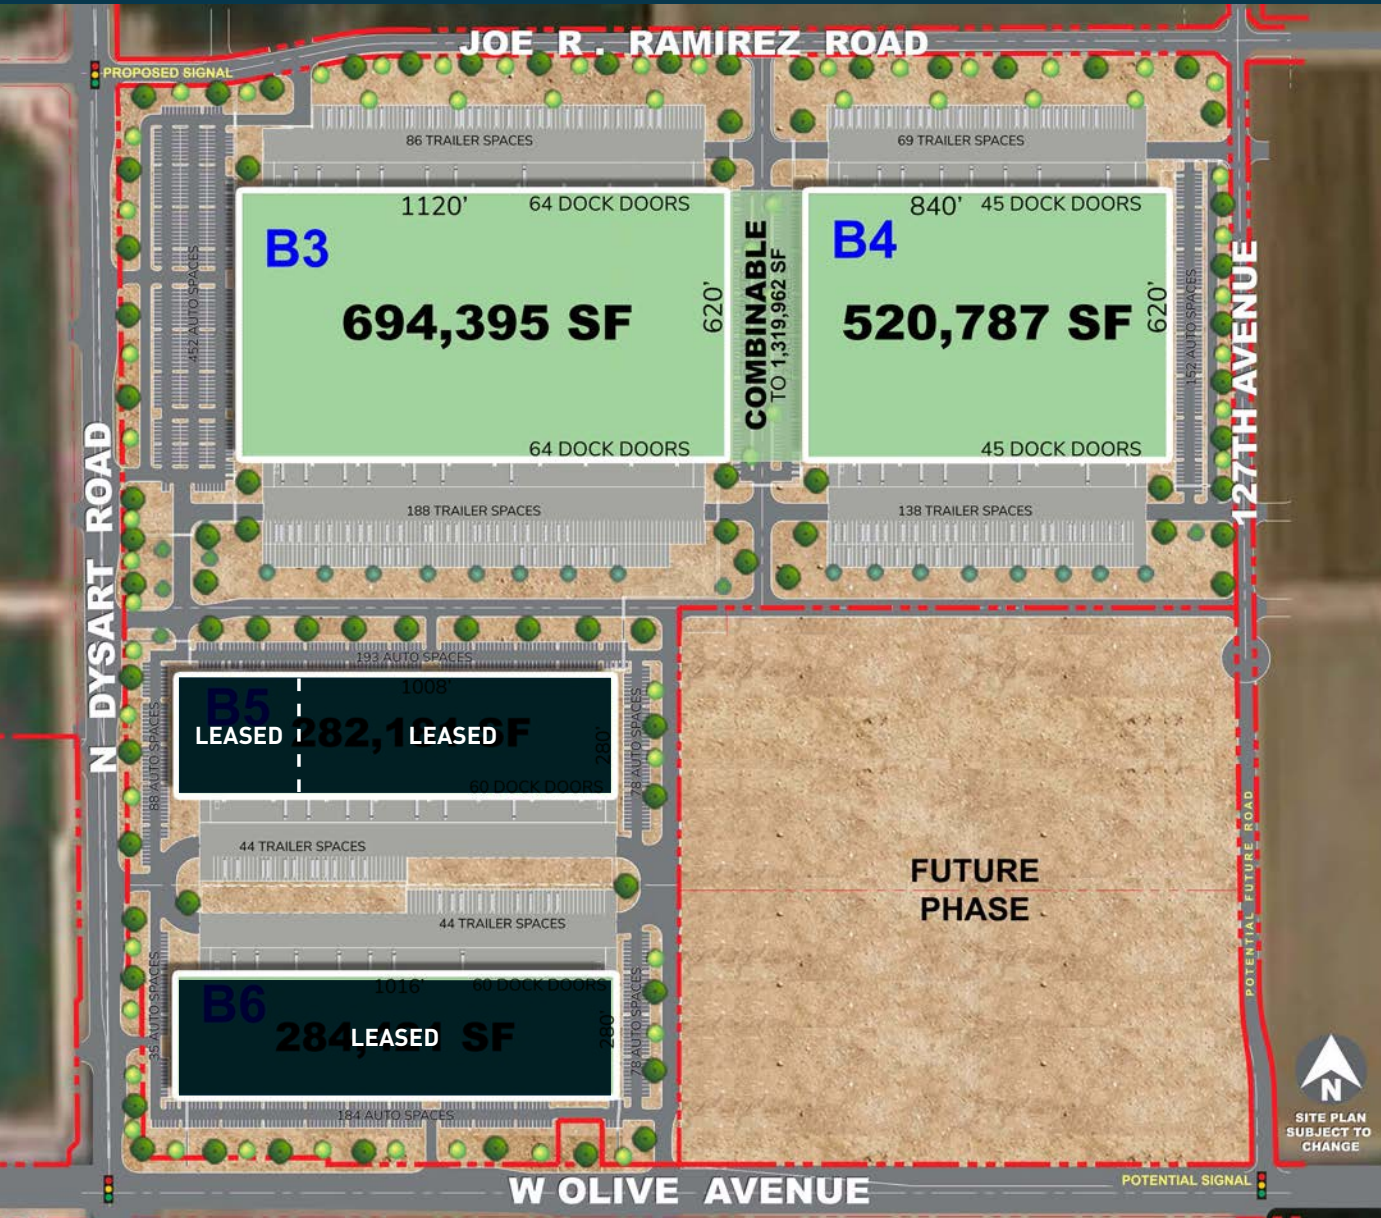 JOE R. RAMIREZ ROAD
PROPOSED SIGNAL
86 TRAILER SPACES
69 TRAILER SPACES
1120'
64 DOCK DOORS
840'
45 DOCK DOORS
B3
B4
694,395 SF
520,787 SF
620'
620'
COMBINABLE
TO 1,319,962 SF
452 AUTO SPACES
152 AUTO SPACES
127TH AVENUE
64 DOCK DOORS
45 DOCK DOORS
N DYSART ROAD
188 TRAILER SPACES
138 TRAILER SPACES
193 AUTO SPACES
B5
1008'
LEASED
LEASED
SF
280'
60 DOCK DOORS
88 AUTO SPACES
78 AUTO SPACES
44 TRAILER SPACES
44 TRAILER SPACES
FUTURE
PHASE
POTENTIAL FUTURE ROAD
B6
1016'
60 DOCK DOORS
LEASED
SF
280'
35 AUTO SPACES
78 AUTO SPACES
184 AUTO SPACES
N
SITE PLAN
SUBJECT TO
CHANGE
POTENTIAL SIGNAL
W OLIVE AVENUE